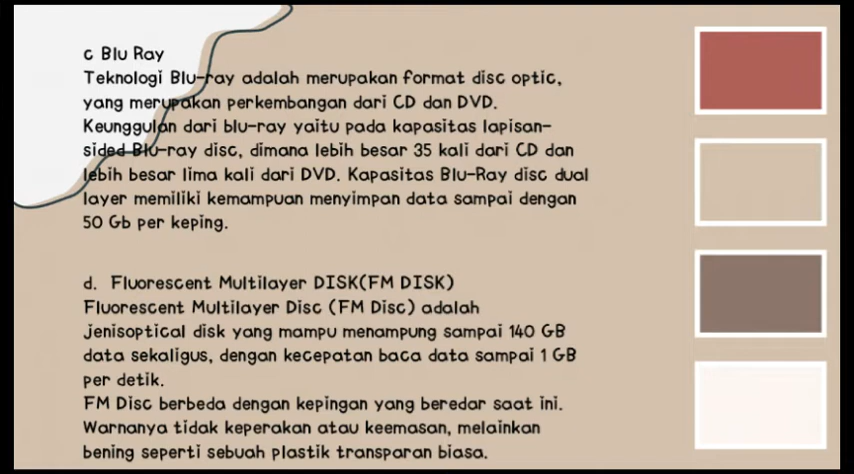 c Blu Ray
Teknologi Blu-ray adalah merupakan format disc optic,
yang merupakan perkembangan dari CD dan DVD.
Keunggulan dari blu-ray yaitu pada kapasitas lapisan-
sided Blu-ray disc, dimana lebih besar 35 kali dari CD dan
lebih besar lima kali dari DVD. Kapasitas Blu-Ray disc dual
layer memiliki kemampuan menyimpan data sampai dengan
50 Gb per keping.
d. Fluorescent Multilayer DISK(FM DISK)
Fluorescent Multilayer Disc (FM Disc) adalah
jenisoptical disk yang mampu menampung sampai 140 GB
data sekaligus, dengan kecepatan baca data sampai 1 GB
per detik.
FM Disc berbeda dengan kepingan yang beredar saat ini.
Warnanya tidak keperakan atau keemasan, melainkan
bening seperti sebuah plastik transparan biasa.